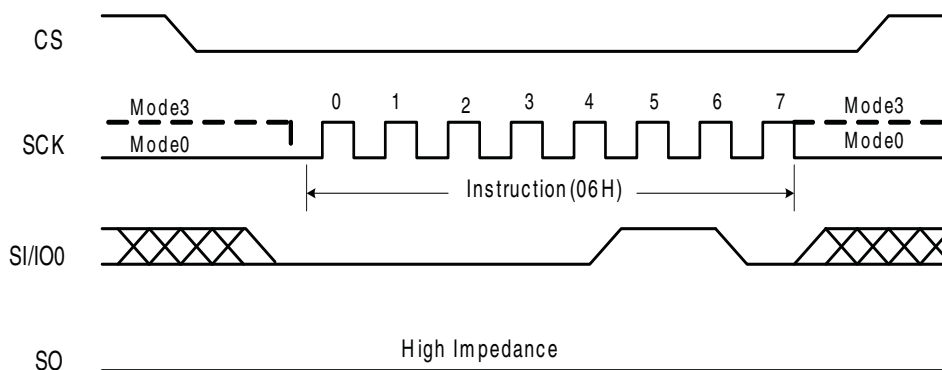 CS
0 1 2 3 4 5 6 7
Mode3 Mode3
SCK
Mode0 Mode0
Instruction(06H)
SI/IO0
High Impedance
SO